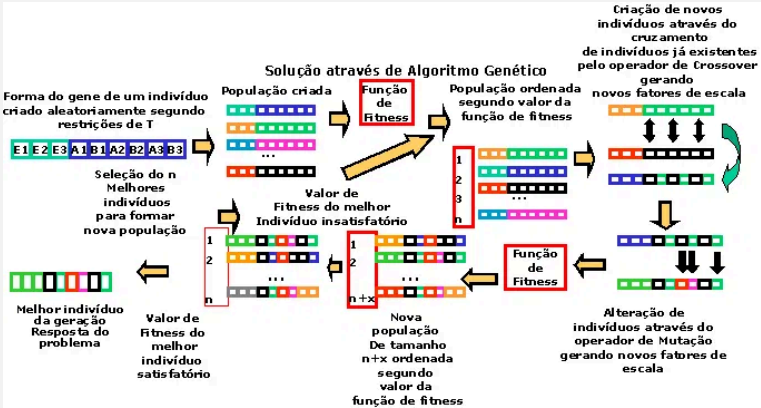 Solução através de Algoritmo Genético
Forma do gene de um indivíduo
criado aleatoriamente segundo
restrições de T
E1 E2 E3 A1 B1 A2 B2 A3 B3
População criada
...
Função
de
Fitness
População ordenada
segundo valor da
função de fitness
1
2
3
n
...
Criação de novos
indivíduos através do
cruzamento
de indivíduos já existentes
pelo operador de Crossover
gerando
novos fatores de escala
Alteração de
indivíduos através do
operador de Mutação
gerando novos fatores de
escala
Função
de
Fitness
1
2
n+x
...
Nova
população
De tamanho
n+x ordenada
segundo
valor da
função de fitness
Valor de
Fitness do melhor
Indivíduo insatisfatório
Seleção do n
Melhores
indivíduos
para formar
nova população
1
2
n
...
Valor de
Fitness do
melhor
indivíduo
satisfatório
Melhor indivíduo
da geração
Resposta do
problema